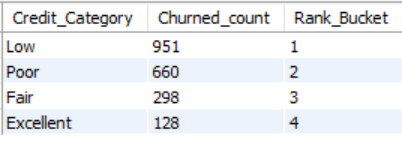 Credit_Category Churned_count Rank_Bucket
Low 951 1
Poor 660 2
Fair 298 3
Excellent 128 4